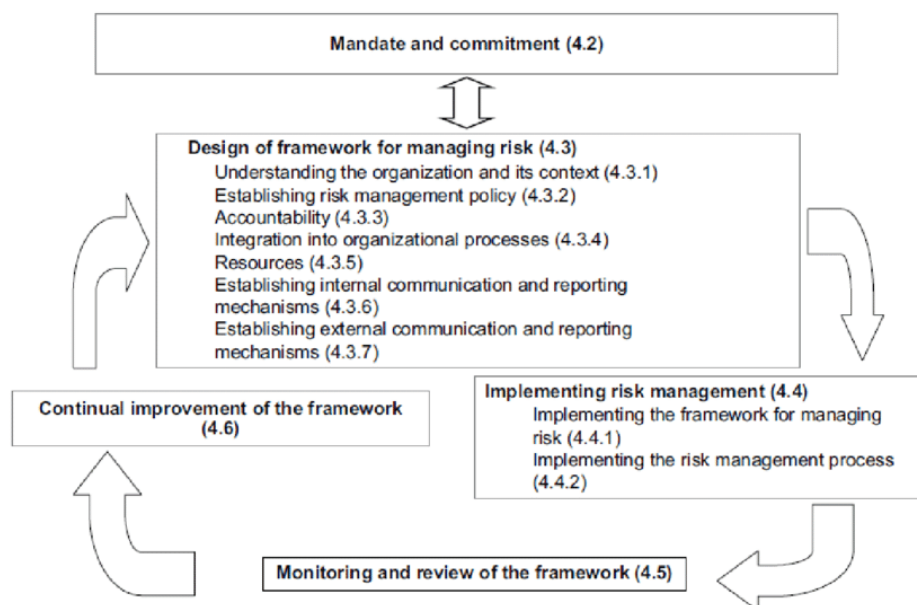 Mandate and commitment (4.2)
Design of framework for managing risk (4.3)
Understanding the organization and its context (4.3.1)
Establishing risk management policy (4.3.2)
Accountability (4.3.3)
Integration into organizational processes (4.3.4)
Resources (4.3.5)
Establishing internal communication and reporting
mechanisms (4.3.6)
Establishing external communication and reporting
mechanisms (4.3.7)
Implementing risk management (4.4)
Implementing the framework for managing
risk (4.4.1)
Implementing the risk management process
(4.4.2)
Continual improvement of the framework
(4.6)
Monitoring and review of the framework (4.5)